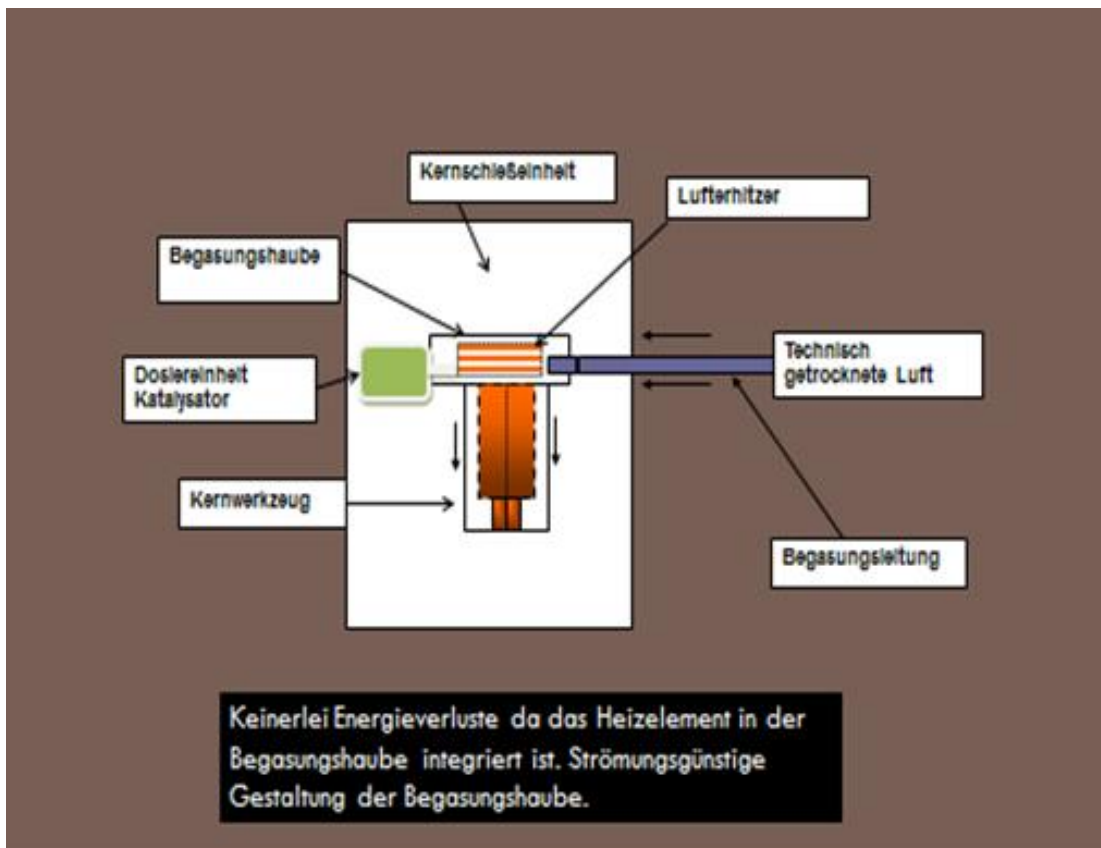 Kernschießeinheit
Lufterhitzer
Begasungshaube
Technisch
getrocknete Luft
Dosiereinheit
Katalysator
Kernwerkzeug
Begasungsleitung
Keinerlei Energieverluste da das Heizelement in der
Begasungshaube integriert ist. Strömungsgünstige
Gestaltung der Begasungshaube.